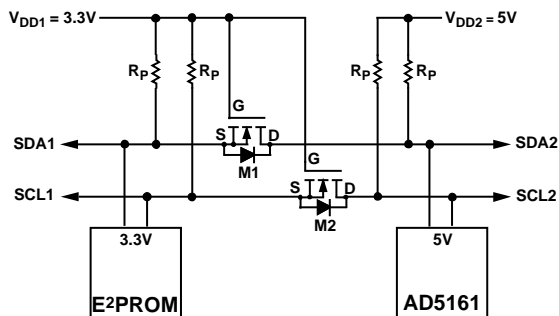 VDD1 = 3.3V
VDD2 = 5V
RP
RP
RP
RP
G
SDA1
S
D
SDA2
M1
G
SCL1
S
D
SCL2
M2
3.3V
5V
E2PROM
AD5161